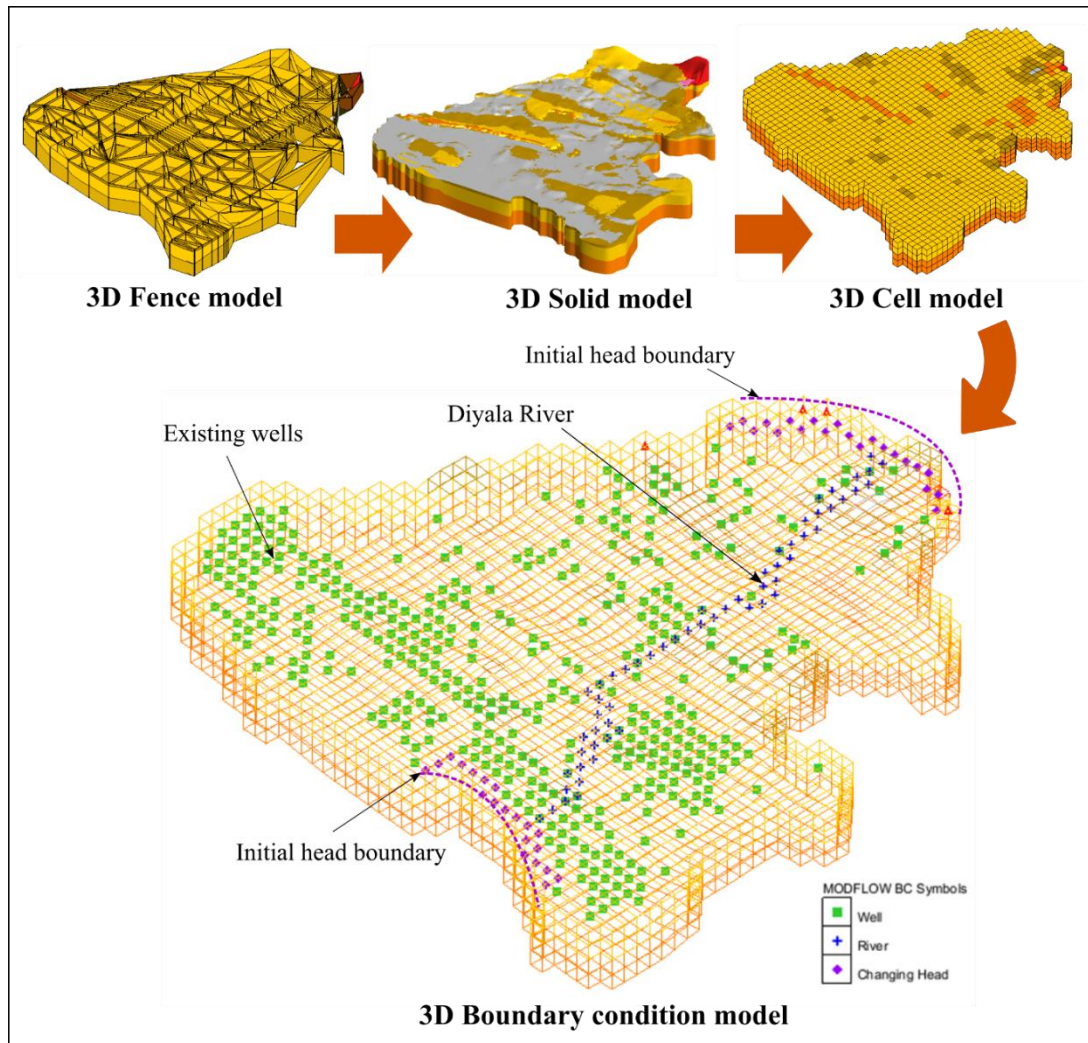 3D Fence model
3D Solid model
3D Cell model
Initial head boundary
Diyala River
Existing wells
Initial head boundary
MODFLOW BC Symbols
Well
River
Changing Head
3D Boundary condition model